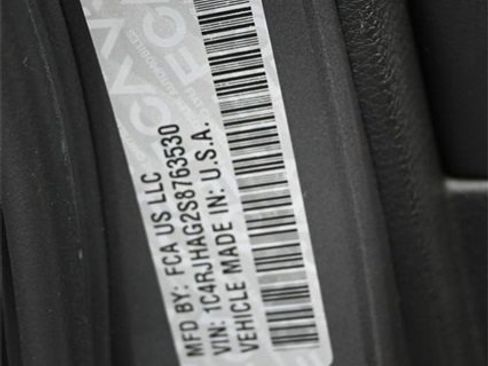 MFD BY: FCA US LLC
VIN: 1C4RJHAG2S8763530
VEHICLE MADE IN: U.S.A.